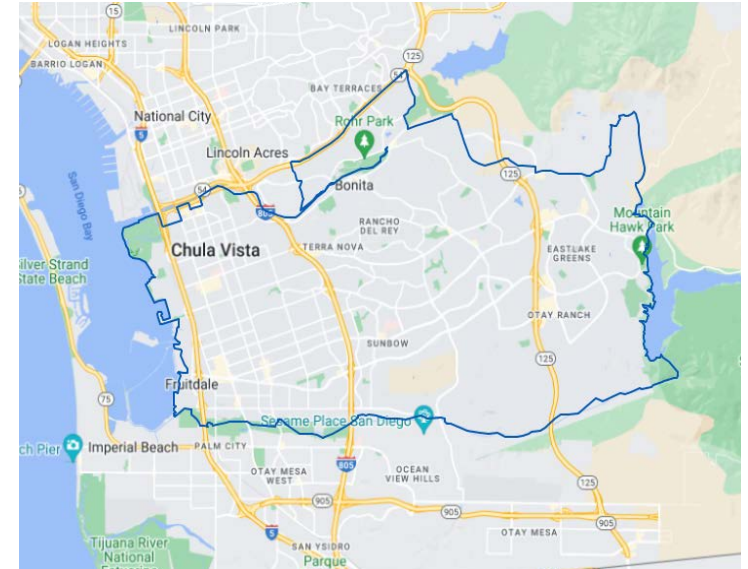 15
LINCOLN PARK
LOGAN HEIGHTS
BARRIO LOGAN
125
54
BAY TERRACES
National City
5
Rohr Park
Lincoln Acres
125
54
Bonita
805
San Diego Bay
RANCHO
DEL REY
Mountain
Hawk Park
Chula Vista
TERRA NOVA
EASTLAKE
GREENS
Silver Strand
State Beach
OTAY RANCH
SUNBOW
125
Fruitdale
75
Sesame Place San Diego
ch Pier
Imperial Beach
PALM CITY
805
OTAY MESA
WEST
OCEAN
VIEW HILLS
905
905
905
5
OTAY MESA
Tijuana River
National
SAN YSIDRO
Parque